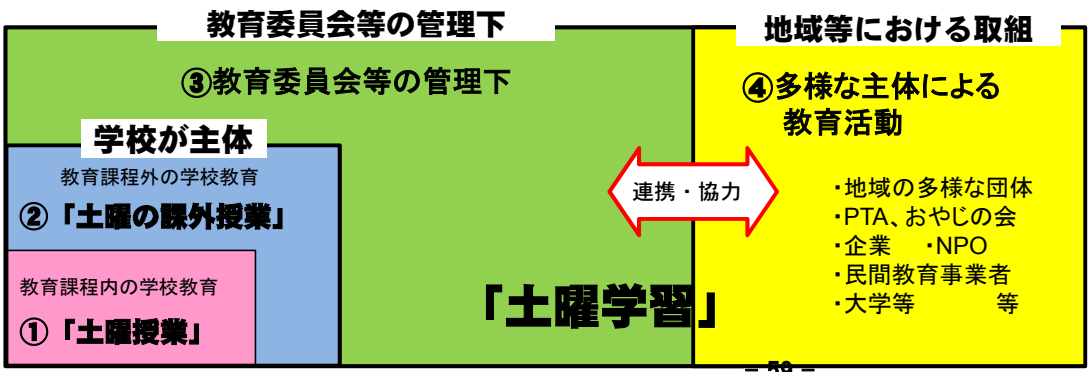 教育委員会等の管理下
③教育委員会等の管理下
学校が主体
教育課程外の学校教育
②「土曜の課外授業」
教育課程内の学校教育
①「土曜授業」
「土曜学習」
連携・協力
地域等における取組
④多様な主体による
教育活動
・地域の多様な団体
・PTA、おやじの会
・企業　・NPO
・民間教育事業者
・大学等　　　等
- 59 -